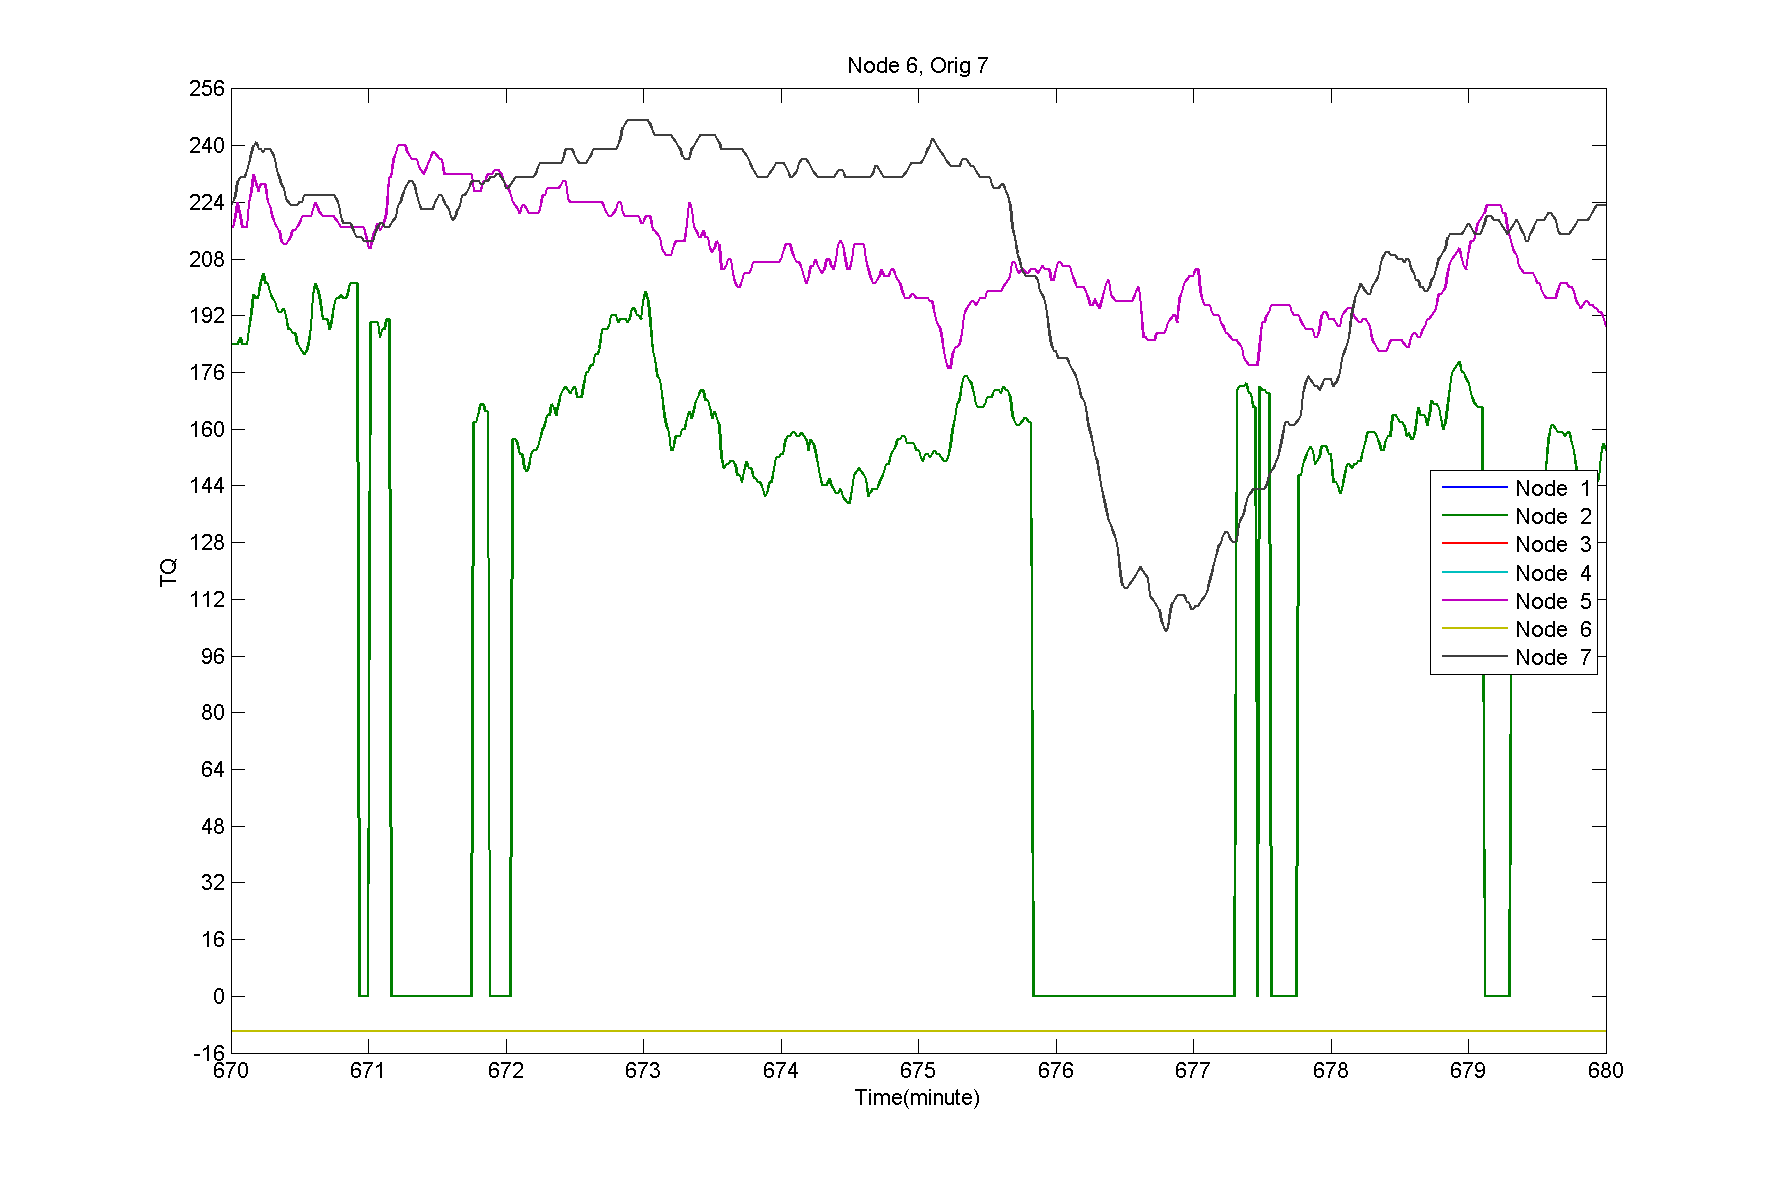 Node 6, Orig 7
256
240
224
208
192
176
160
144
128
112
96
80
64
48
32
16
0
-16
TQ
670 671 672 673 674 675 676 677 678 679 680
Time(minute)
Node 1
Node 2
Node 3
Node 4
Node 5
Node 6
Node 7